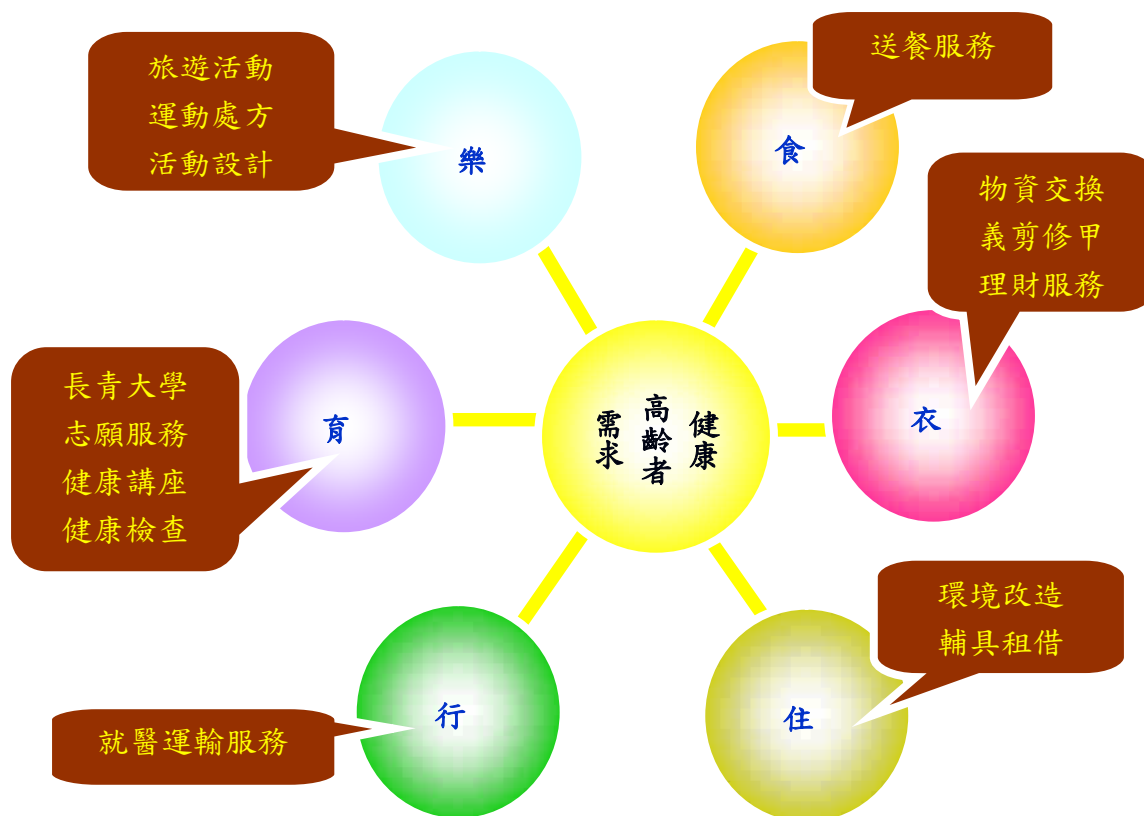 送餐服務
食
物資交換
義剪修甲
理財服務
衣
環境改造
輔具租借
住
就醫運輸服務
行
長青大學
志願服務
健康講座
健康檢查
育
旅遊活動
運動處方
活動設計
樂
健康
高齡者
需求